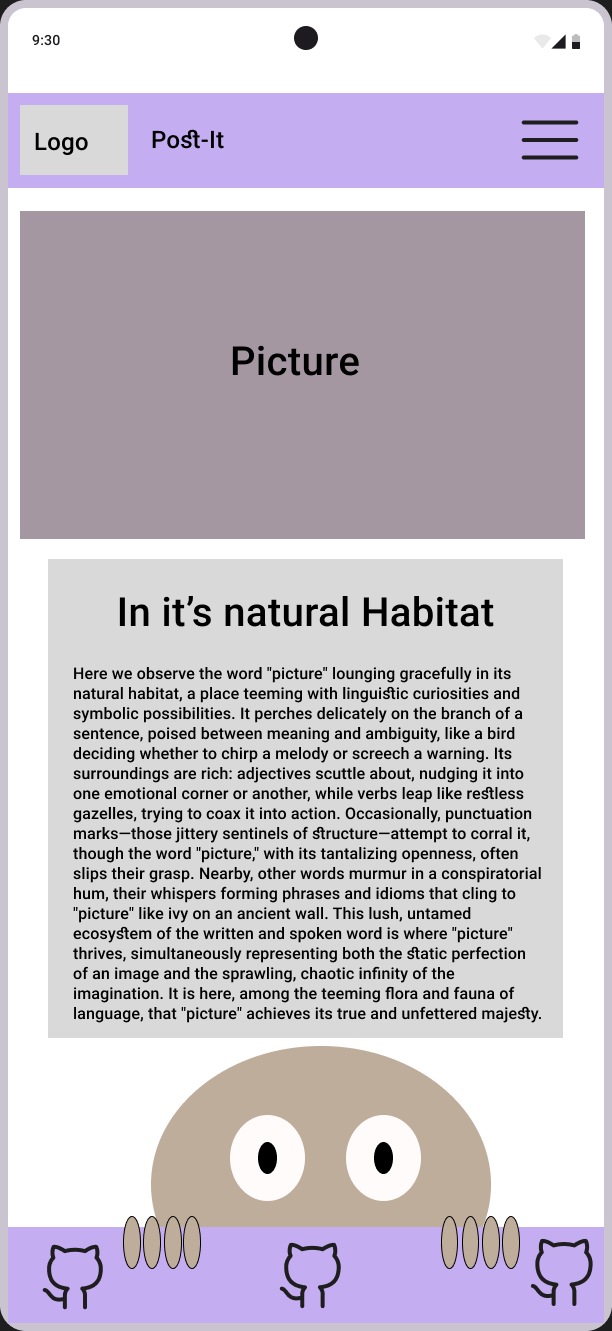 9:30
Logo
Post-It
Picture
In it’s natural Habitat
Here we observe the word "picture" lounging gracefully in its
natural habitat, a place teeming with linguistic curiosities and
symbolic possibilities. It perches delicately on the branch of a
sentence, poised between meaning and ambiguity, like a bird
deciding whether to chirp a melody or screech a warning. Its
surroundings are rich: adjectives scuttle about, nudging it into
one emotional corner or another, while verbs leap like restless
gazelles, trying to coax it into action. Occasionally, punctuation
marks—those jittery sentinels of structure—attempt to corral it,
though the word "picture," with its tantalizing openness, often
slips their grasp. Nearby, other words murmur in a conspiratorial
hum, their whispers forming phrases and idioms that cling to
"picture" like ivy on an ancient wall. This lush, untamed
ecosystem of the written and spoken word is where "picture"
thrives, simultaneously representing both the static perfection
of an image and the sprawling, chaotic infinity of the
imagination. It is here, among the teeming flora and fauna of
language, that "picture" achieves its true and unfettered majesty.